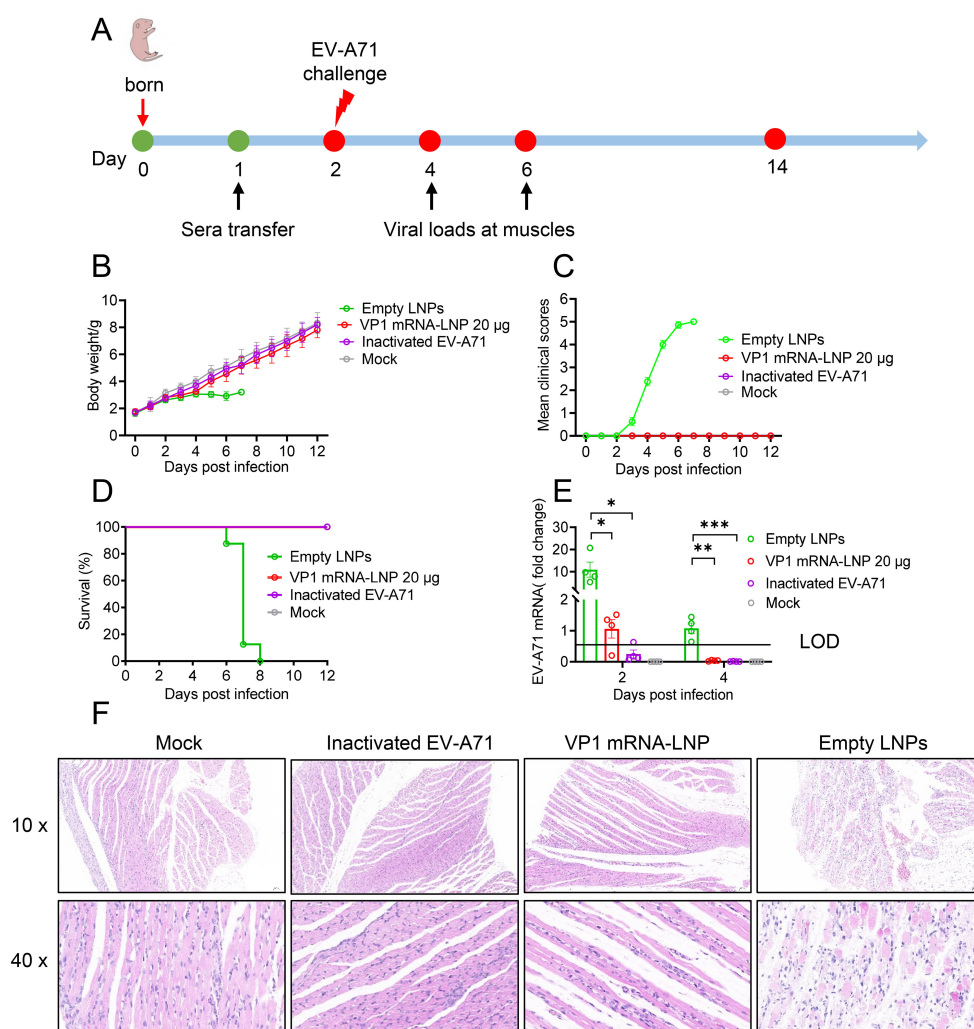 A
born
EV-A71
challenge
Day
0
1
2
4
6
14
Sera transfer
Viral loads at muscles
B
Body weight/g
10
8
6
4
2
0
0 2 4 6 8 10 12
Days post infection
Empty LNPs
VP1 mRNA-LNP 20 μg
Inactivated EV-A71
Mock
C
Mean clinical scores
6
5
4
3
2
1
0
0 2 4 6 8 10 12
Days post infection
Empty LNPs
VP1 mRNA-LNP 20 μg
Inactivated EV-A71
Mock
D
Survival (%)
100
80
60
40
20
0
0 2 4 6 8 10 12
Days post infection
Empty LNPs
VP1 mRNA-LNP 20 μg
Inactivated EV-A71
Mock
E
EV-A71 mRNA( fold change)
30
20
10
2
1
0
*
*
***
**
2 4
Days post infection
Empty LNPs
VP1 mRNA-LNP 20 μg
Inactivated EV-A71
Mock
LOD
F
Mock Inactivated EV-A71 VP1 mRNA-LNP Empty LNPs
10 x
40 x